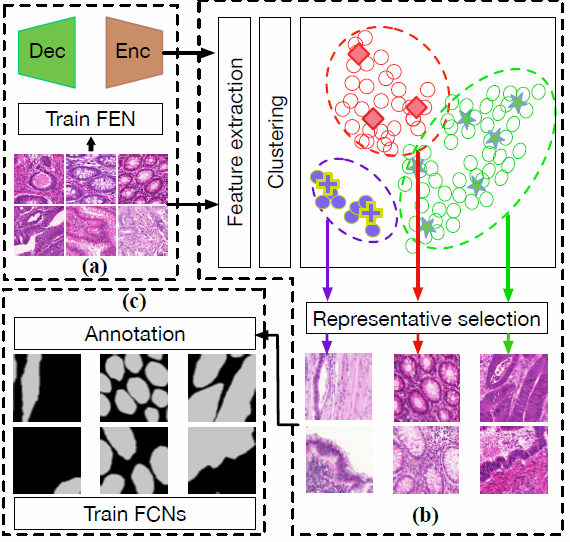 Dec
Enc
Train FEN
(a)
Feature extraction
Clustering
Representative selection
(b)
(c)
Annotation
Train FCNs